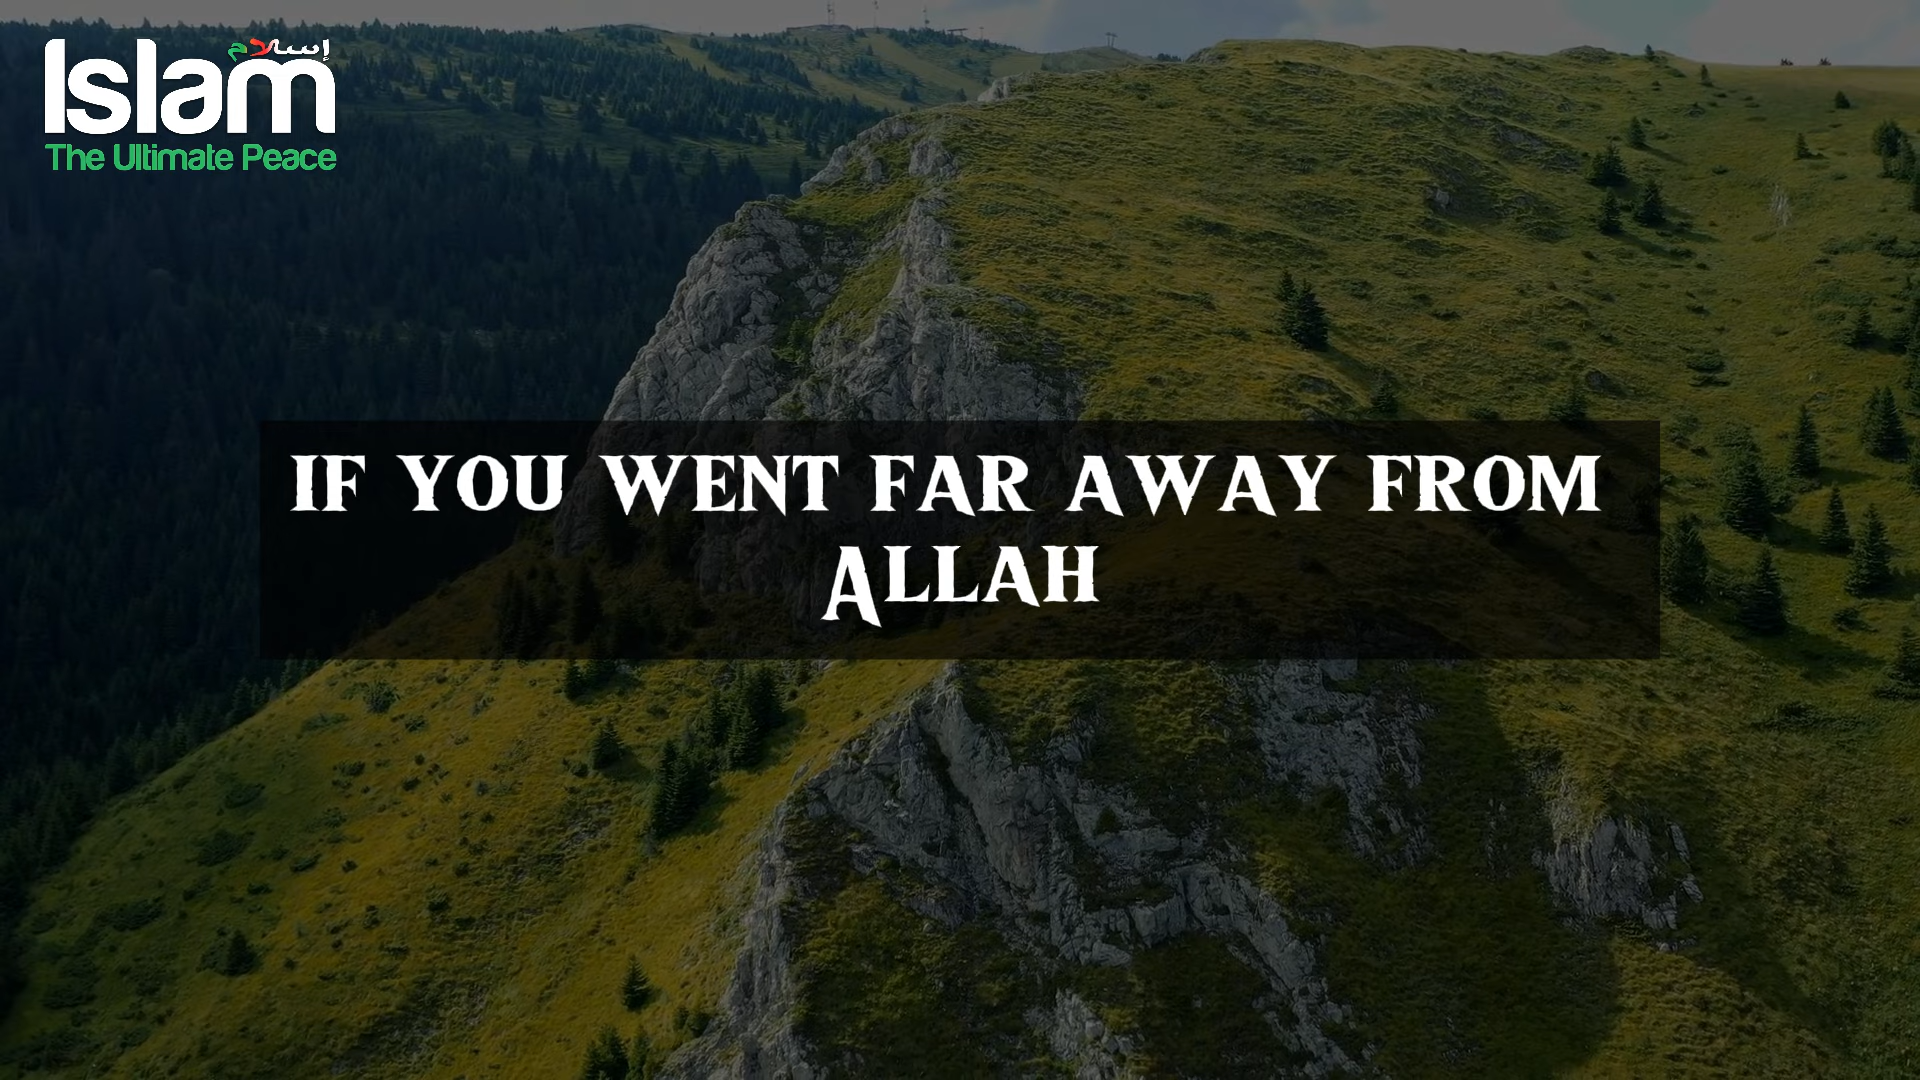 إسلام
Islam
The Ultimate Peace
IF YOU WENT FAR AWAY FROM
ALLAH